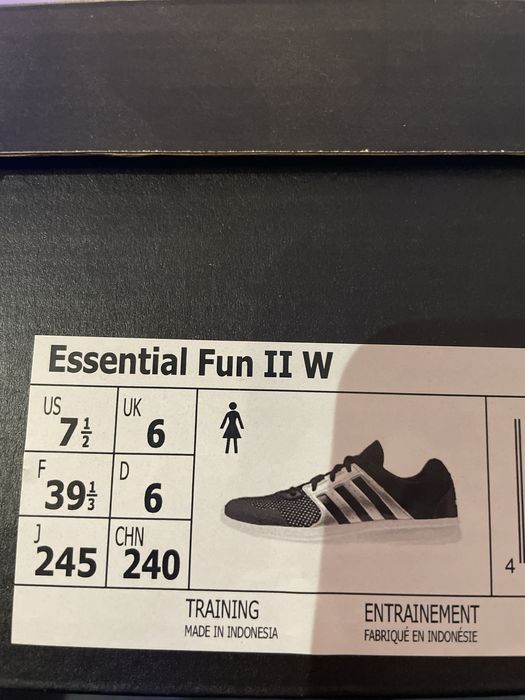 Essential Fun II W
US 7½ UK 6
F 39⅓ D 6
J 245 CHN 240
TRAINING ENTRAINEMENT
MADE IN INDONESIA FABRIQUÉ EN INDONÉSIE
4